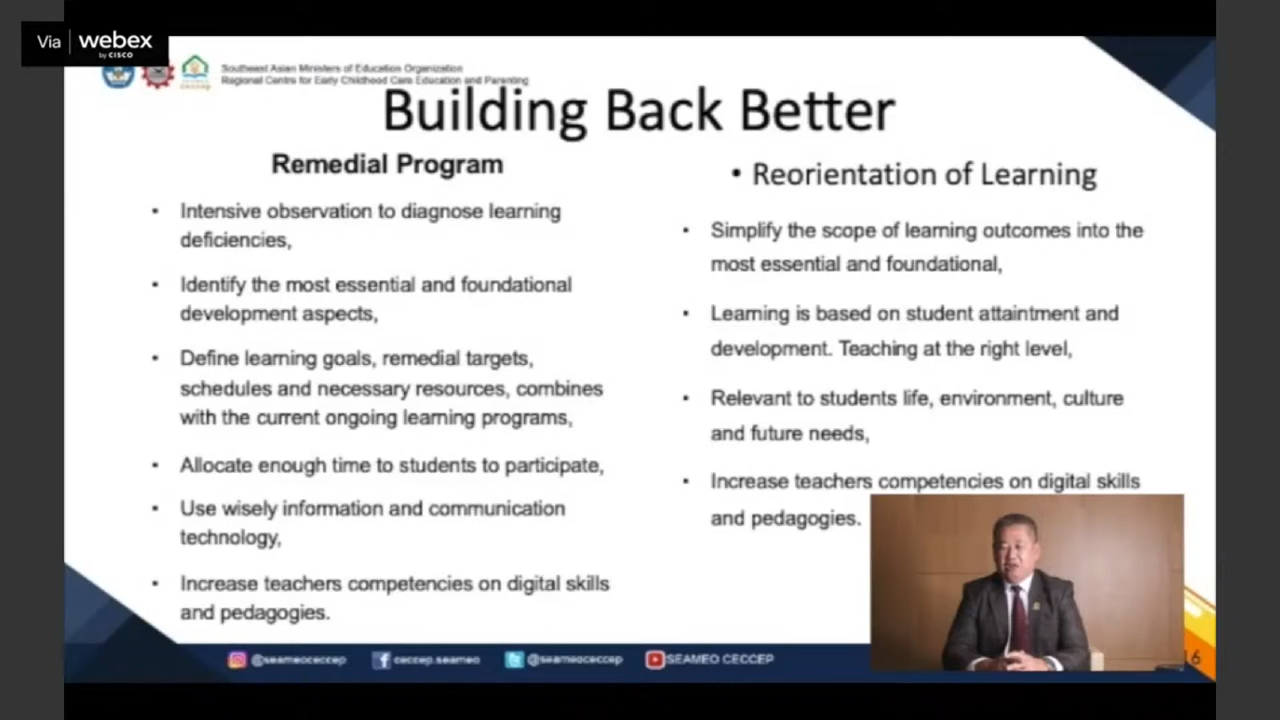 Via webex
by CISCO
Southeast Asian Ministers of Education Organization
Regional Centre for Early Childhood Care Education and Parenting
Building Back Better
Remedial Program
• Intensive observation to diagnose learning
deficiencies,
• Identify the most essential and foundational
development aspects,
• Define learning goals, remedial targets,
schedules and necessary resources, combines
with the current ongoing learning programs,
• Allocate enough time to students to participate,
• Use wisely information and communication
technology,
• Increase teachers competencies on digital skills
and pedagogies.
• Reorientation of Learning
• Simplify the scope of learning outcomes into the
most essential and foundational,
• Learning is based on student attaintment and
development. Teaching at the right level,
• Relevant to students life, environment, culture
and future needs,
• Increase teachers competencies on digital skills
and pedagogies.
@seameoceccep
ceccep.seameo
@seameoceccep
SEAMEO CECCEP
16